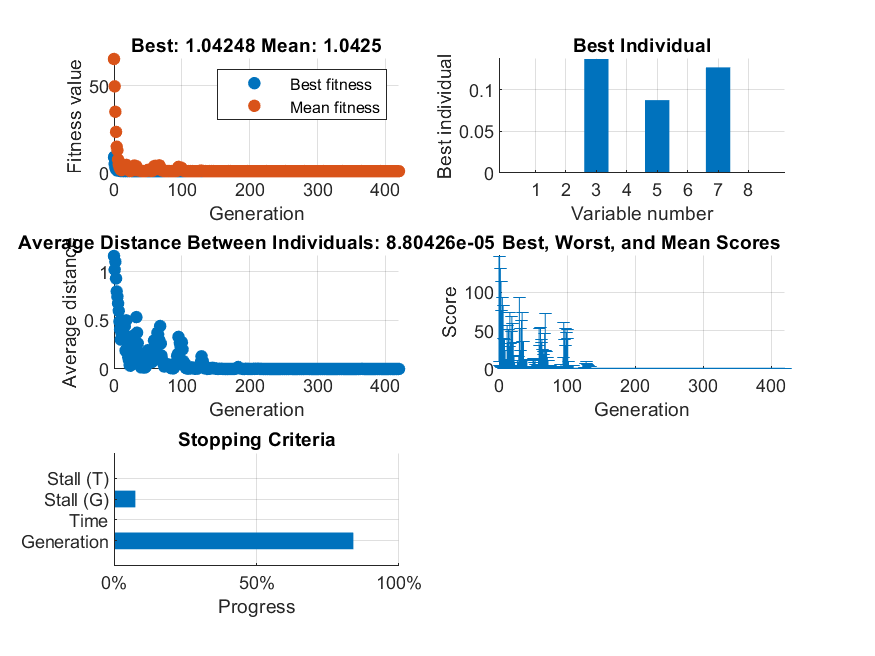 Best: 1.04248 Mean: 1.0425
Fitness value
50
0
0 100 200 300 400
Generation
Best fitness
Mean fitness
Best Individual
Best individual
0.1
0.05
0
1 2 3 4 5 6 7 8
Variable number
Average Distance Between Individuals: 8.80426e-05
Average distance
1
0.5
0
0 100 200 300 400
Generation
Best, Worst, and Mean Scores
Score
100
50
0
0 100 200 300 400
Generation
Stopping Criteria
Stall (T)
Stall (G)
Time
Generation
0% 50% 100%
Progress